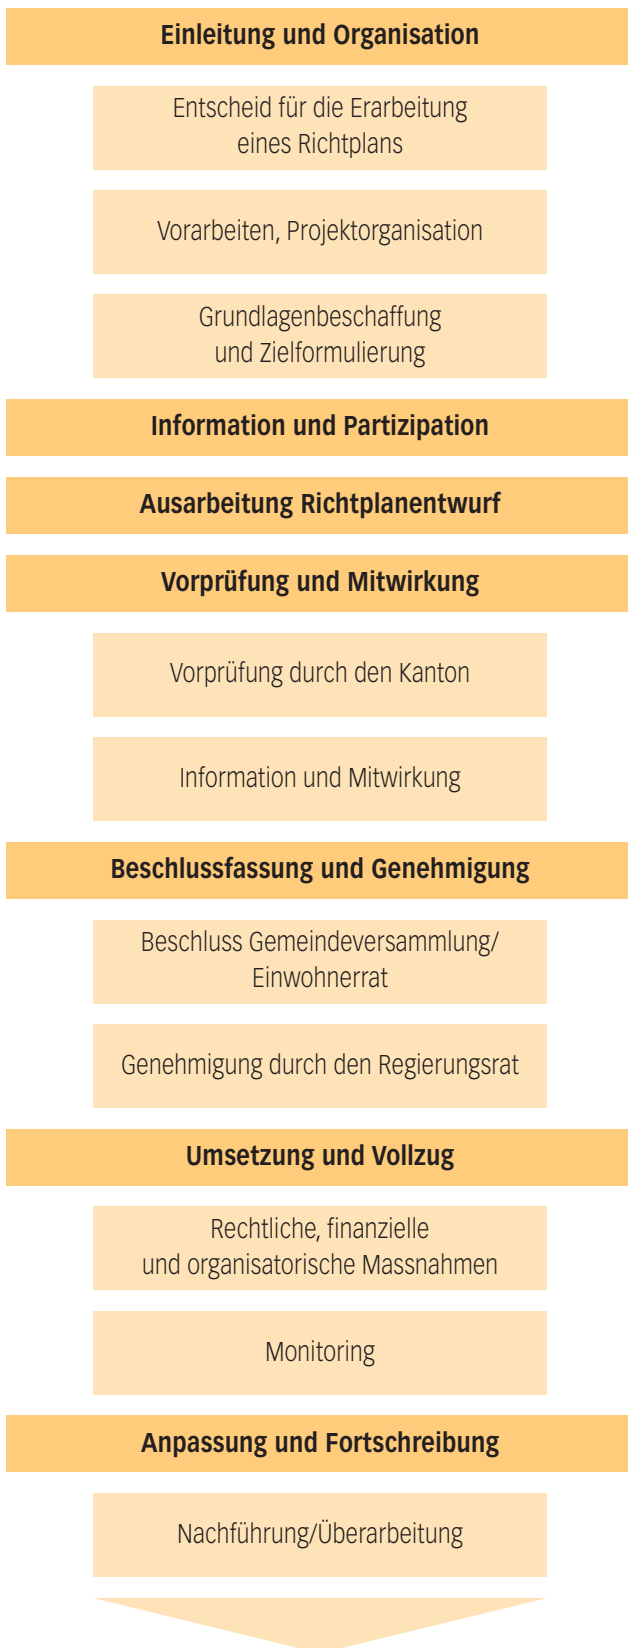 Einleitung und Organisation
Entscheid für die Erarbeitung
eines Richtplans
Vorarbeiten, Projektorganisation
Grundlagenbeschaffung
und Zielformulierung
Information und Partizipation
Ausarbeitung Richtplanentwurf
Vorprüfung und Mitwirkung
Vorprüfung durch den Kanton
Information und Mitwirkung
Beschlussfassung und Genehmigung
Beschluss Gemeindeversammlung/
Einwohnerrat
Genehmigung durch den Regierungsrat
Umsetzung und Vollzug
Rechtliche, finanzielle
und organisatorische Massnahmen
Monitoring
Anpassung und Fortschreibung
Nachführung/Überarbeitung